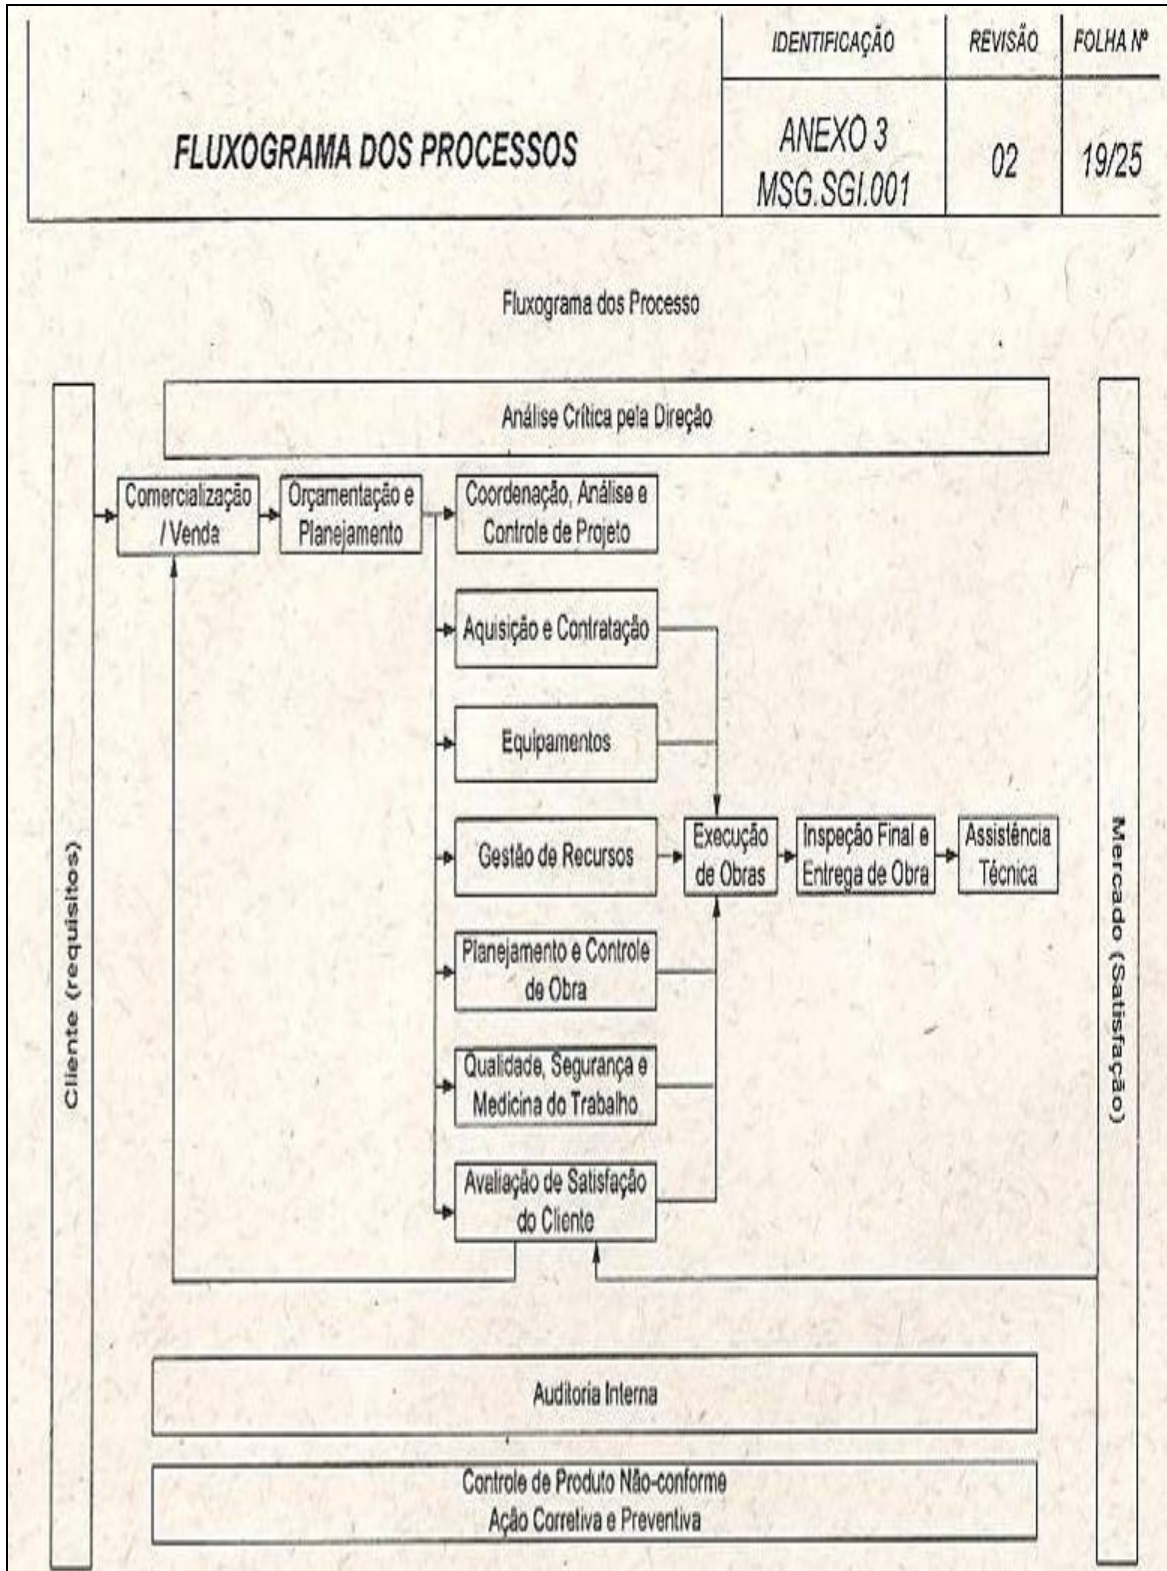 IDENTIFICAÇÃO
REVISÃO
FOLHA Nº
FLUXOGRAMA DOS PROCESSOS
ANEXO 3
MSG.SGI.001
02
19/25
Fluxograma dos Processo
Análise Crítica pela Direção
Comercialização
/ Venda
Orçamentação e
Planejamento
Coordenação, Análise e
Controle de Projeto
Aquisição e Contratação
Equipamentos
Gestão de Recursos
Execução
de Obras
Inspeção Final e
Entrega de Obra
Assistência
Técnica
Planejamento e Controle
de Obra
Qualidade, Segurança e
Medicina do Trabalho
Avaliação de Satisfação
do Cliente
Cliente (requisitos)
Mercado (Satisfação)
Auditoria Interna
Controle de Produto Não-conforme
Ação Corretiva e Preventiva